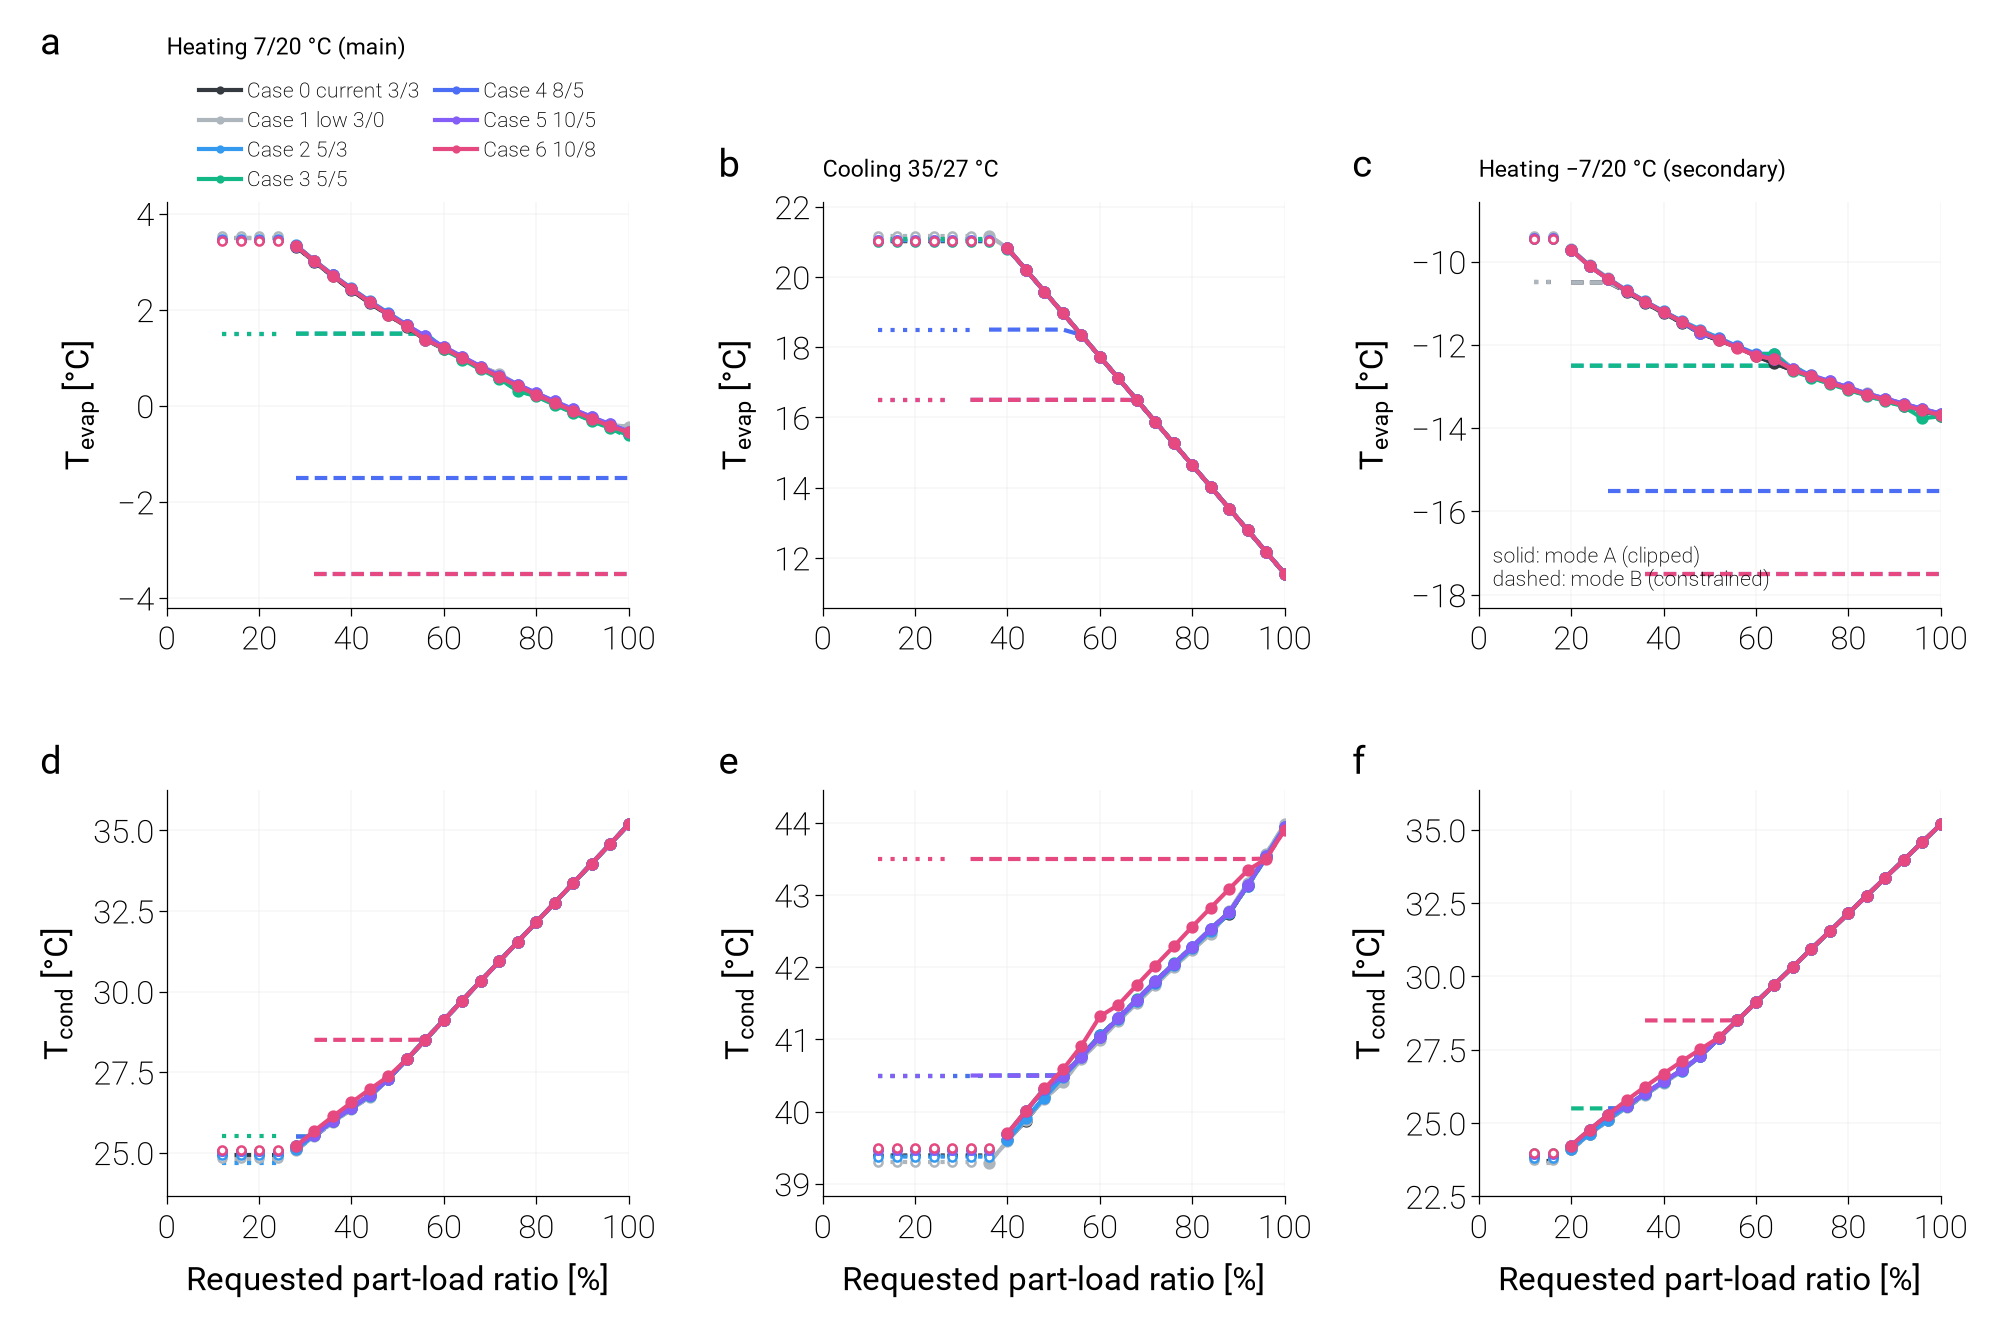 a
Heating 7/20 °C (main)
Case 0 current 3/3
Case 1 low 3/0
Case 2 5/3
Case 3 5/5
Case 4 8/5
Case 5 10/5
Case 6 10/8
4
2
0
−2
−4
T_evap [°C]
0 20 40 60 80 100
b
Cooling 35/27 °C
22
20
18
16
14
12
T_evap [°C]
0 20 40 60 80 100
c
Heating −7/20 °C (secondary)
−10
−12
−14
−16
−18
T_evap [°C]
solid: mode A (clipped)
dashed: mode B (constrained)
0 20 40 60 80 100
d
35.0
32.5
30.0
27.5
25.0
T_cond [°C]
0 20 40 60 80 100
Requested part-load ratio [%]
e
44
43
42
41
40
39
T_cond [°C]
0 20 40 60 80 100
Requested part-load ratio [%]
f
35.0
32.5
30.0
27.5
25.0
22.5
T_cond [°C]
0 20 40 60 80 100
Requested part-load ratio [%]